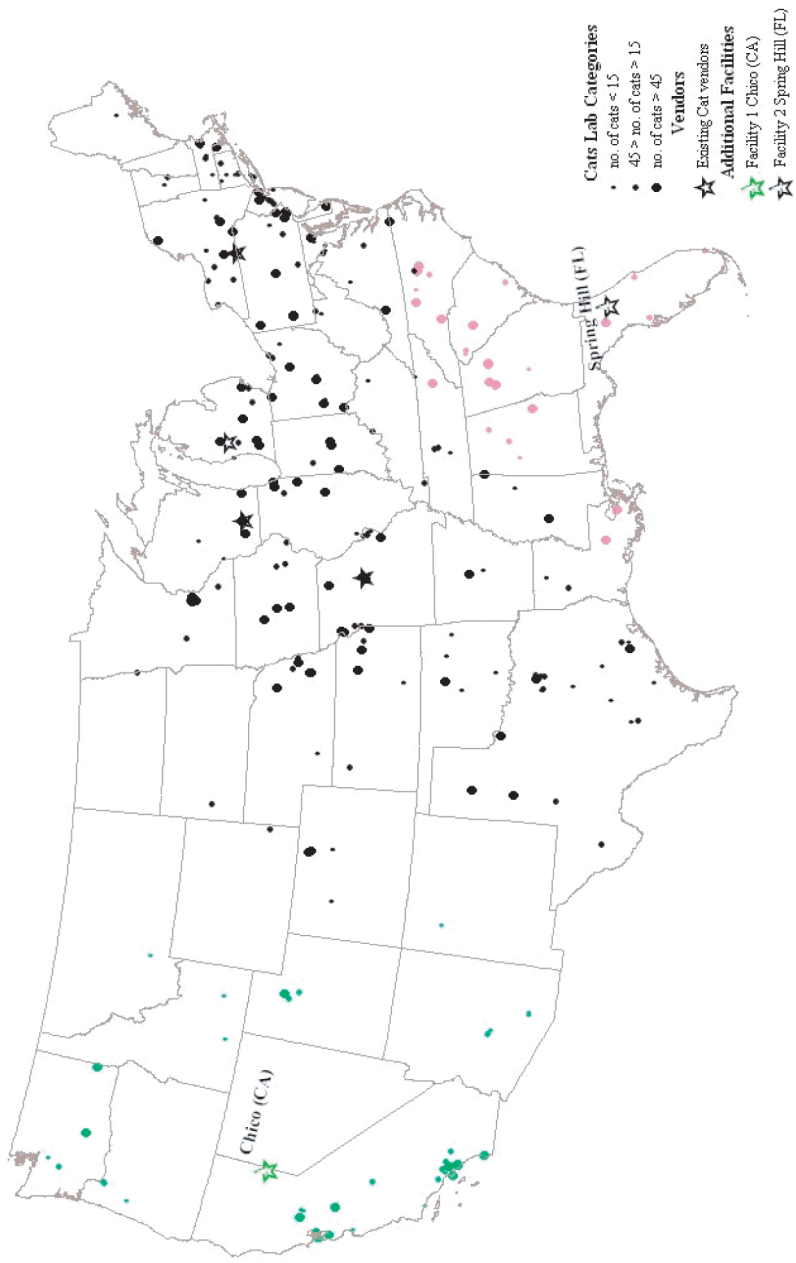 Cats Lab Categories
no. of cats < 15
45 > no. of cats > 15
no. of cats > 45
Vendors
Existing Cat vendors
Additional Facilities
Facility 1 Chico (CA)
Facility 2 Spring Hill (FL)
Spring Hill (FL)
Chico (CA)